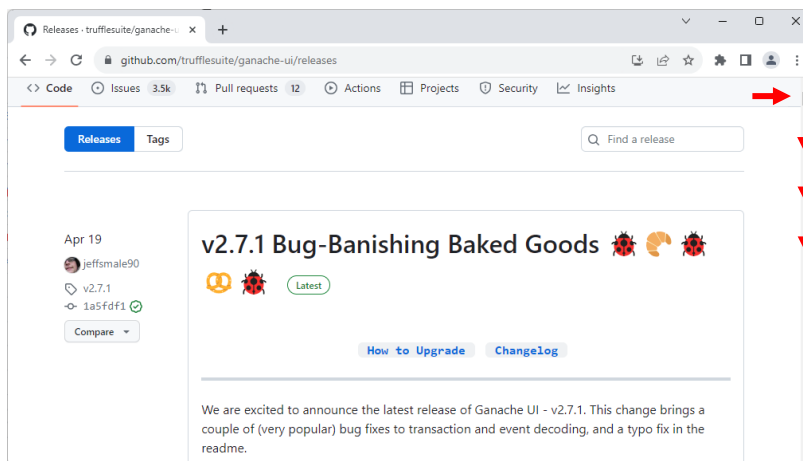 Releases · trufflesuite/ganache-u
github.com/trufflesuite/ganache-ui/releases
Code Issues 3.5k Pull requests 12 Actions Projects Security Insights
Releases Tags Find a release
Apr 19
jeffsmale90
v2.7.1
1a5fdf1
Compare
v2.7.1 Bug-Banishing Baked Goods
Latest
How to Upgrade Changelog
We are excited to announce the latest release of Ganache UI - v2.7.1. This change brings a
couple of (very popular) bug fixes to transaction and event decoding, and a typo fix in the
readme.